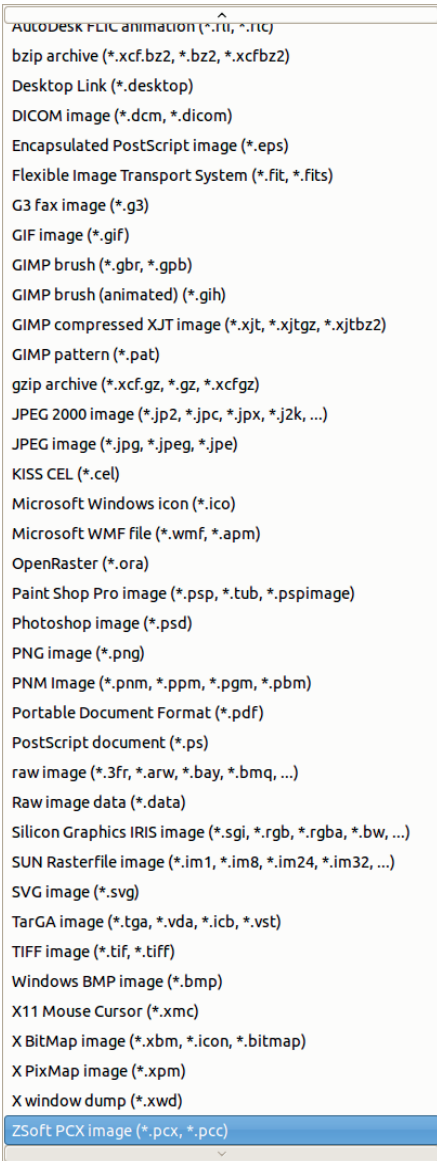 AutoDesk FLIC animation (*.fli, *.flc)
bzip archive (*.xcf.bz2, *.bz2, *.xcfbz2)
Desktop Link (*.desktop)
DICOM image (*.dcm, *.dicom)
Encapsulated PostScript image (*.eps)
Flexible Image Transport System (*.fit, *.fits)
G3 fax image (*.g3)
GIF image (*.gif)
GIMP brush (*.gbr, *.gpb)
GIMP brush (animated) (*.gih)
GIMP compressed XJT image (*.xjt, *.xjtgz, *.xjtbz2)
GIMP pattern (*.pat)
gzip archive (*.xcf.gz, *.gz, *.xcfgz)
JPEG 2000 image (*.jp2, *.jpc, *.jpx, *.j2k, ...)
JPEG image (*.jpg, *.jpeg, *.jpe)
KISS CEL (*.cel)
Microsoft Windows icon (*.ico)
Microsoft WMF file (*.wmf, *.apm)
OpenRaster (*.ora)
Paint Shop Pro image (*.psp, *.tub, *.pspimage)
Photoshop image (*.psd)
PNG image (*.png)
PNM Image (*.pnm, *.ppm, *.pgm, *.pbm)
Portable Document Format (*.pdf)
PostScript document (*.ps)
raw image (*.3fr, *.arw, *.bay, *.bmq, ...)
Raw image data (*.data)
Silicon Graphics IRIS image (*.sgi, *.rgb, *.rgba, *.bw, ...)
SUN Rasterfile image (*.im1, *.im8, *.im24, *.im32, ...)
SVG image (*.svg)
TarGA image (*.tga, *.vda, *.icb, *.vst)
TIFF image (*.tif, *.tiff)
Windows BMP image (*.bmp)
X11 Mouse Cursor (*.xmc)
X BitMap image (*.xbm, *.icon, *.bitmap)
X PixMap image (*.xpm)
X window dump (*.xwd)
ZSoft PCX image (*.pcx, *.pcc)